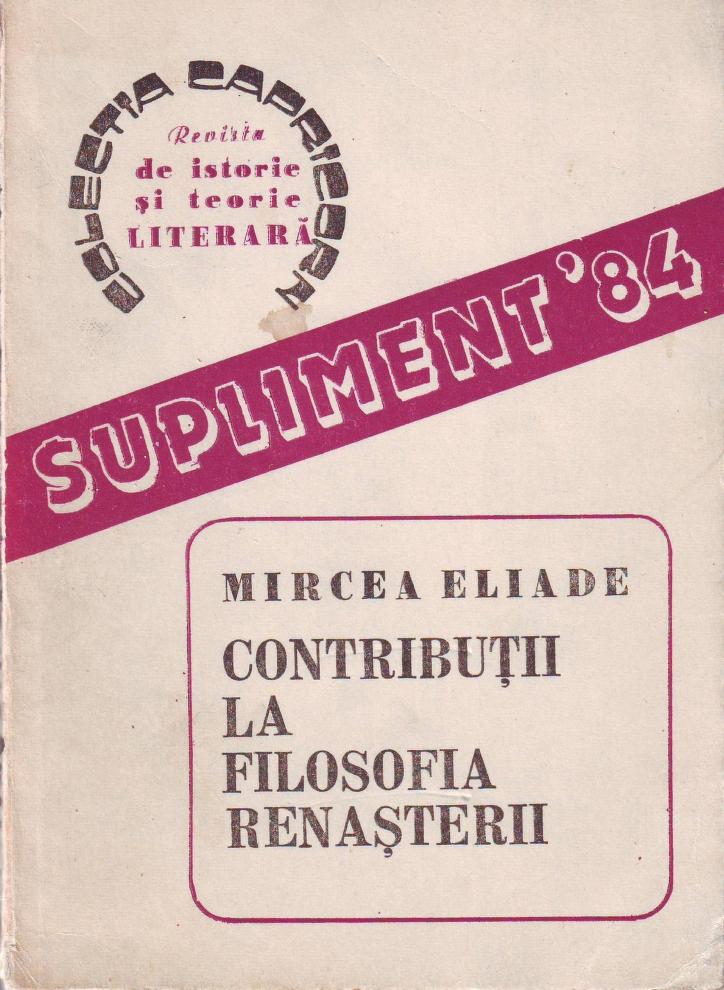 COLECȚIA CAPRICORN
Revista
de istorie
și teorie
LITERARĂ
SUPLIMENT '84
MIRCEA ELIADE
CONTRIBUȚII
LA
FILOSOFIA
RENAȘTERII